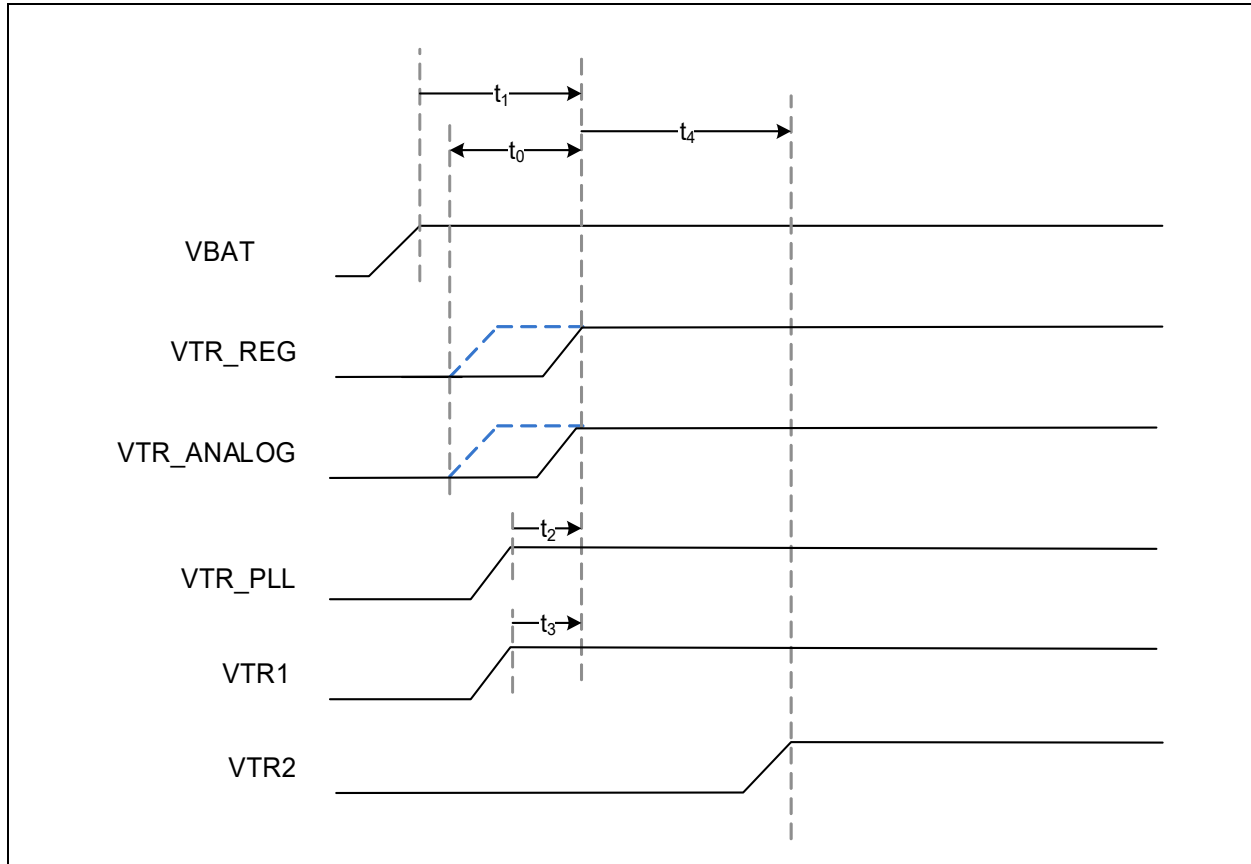 t₁
t₄
t₀
VBAT
VTR_REG
VTR_ANALOG
t₂
VTR_PLL
t₃
VTR1
VTR2